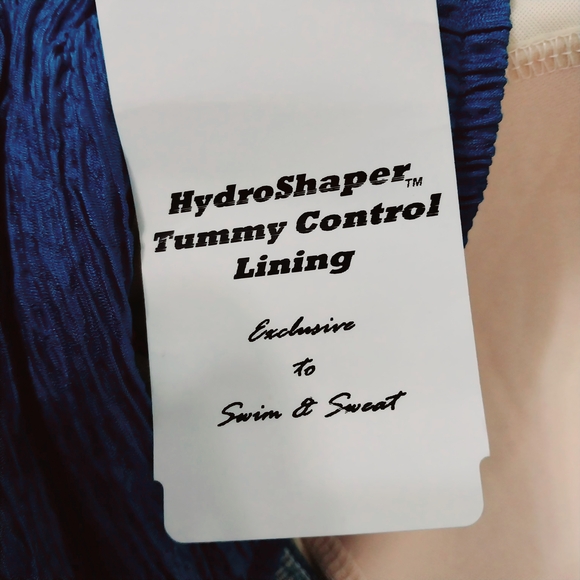 HydroShaper™
Tummy Control
Lining
Exclusive
to
Swim & Sweat